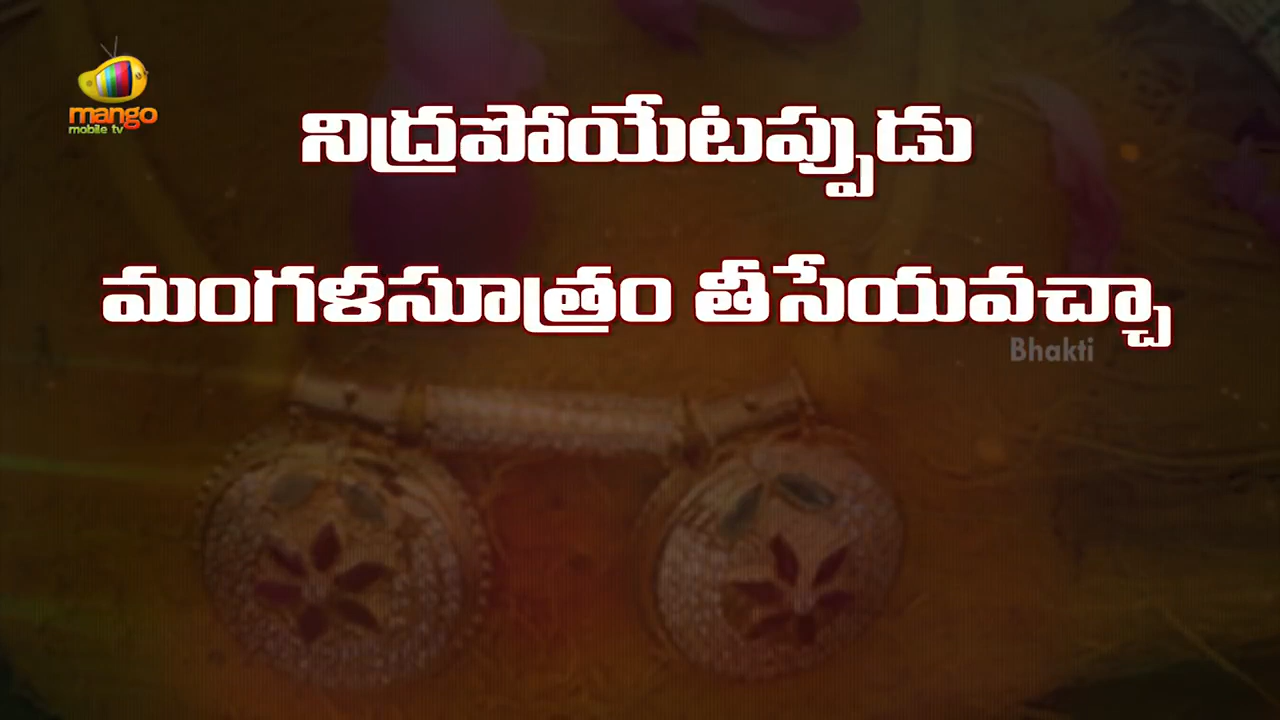 mango
mobile tv
నిద్రపోయేటప్పుడు
మంగళసూత్రం తీసేయవచ్చా
Bhakti